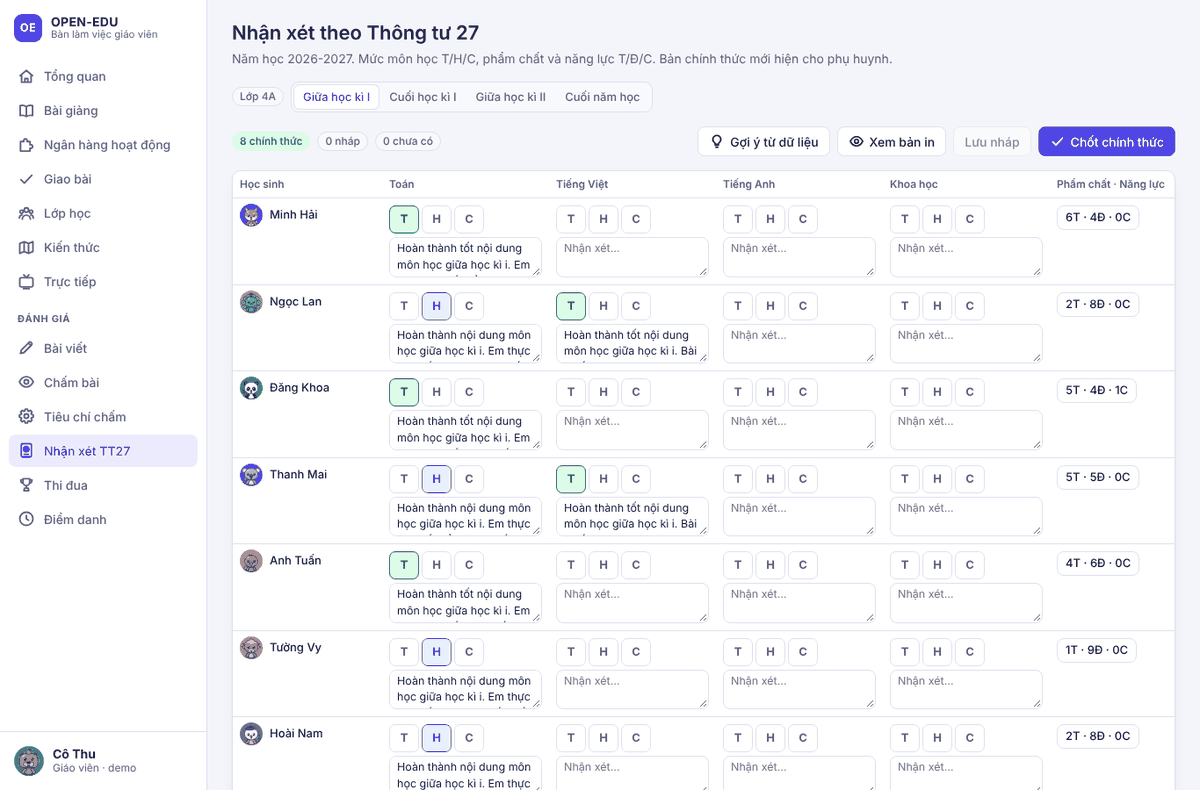 OE
OPEN-EDU
Bàn làm việc giáo viên
Tổng quan
Bài giảng
Ngân hàng hoạt động
Giao bài
Lớp học
Kiến thức
Trực tiếp
ĐÁNH GIÁ
Bài viết
Chấm bài
Tiêu chí chấm
Nhận xét TT27
Thi đua
Điểm danh
Cô Thu
Giáo viên · demo
Nhận xét theo Thông tư 27
Năm học 2026-2027. Mức môn học T/H/C, phẩm chất và năng lực T/Đ/C. Bản chính thức mới hiện cho phụ huynh.
Lớp 4A Giữa học kì I Cuối học kì I Giữa học kì II Cuối năm học
8 chính thức 0 nháp 0 chưa có Gợi ý từ dữ liệu Xem bản in Lưu nháp Chốt chính thức
Học sinh Toán Tiếng Việt Tiếng Anh Khoa học Phẩm chất · Năng lực
Minh Hải T H C T H C T H C T H C 6T · 4Đ · 0C
Hoàn thành tốt nội dung Nhận xét... Nhận xét... Nhận xét...
môn học giữa học kì i. Em
Ngọc Lan T H C T H C T H C T H C 2T · 8Đ · 0C
Hoàn thành nội dung môn Hoàn thành tốt nội dung Nhận xét... Nhận xét...
học giữa học kì i. Em thực môn học giữa học kì i. Bài
Đăng Khoa T H C T H C T H C T H C 5T · 4Đ · 1C
Hoàn thành tốt nội dung Nhận xét... Nhận xét... Nhận xét...
môn học giữa học kì i. Em
Thanh Mai T H C T H C T H C T H C 5T · 5Đ · 0C
Hoàn thành nội dung môn Hoàn thành tốt nội dung Nhận xét... Nhận xét...
học giữa học kì i. Em thực môn học giữa học kì i. Bài
Anh Tuấn T H C T H C T H C T H C 4T · 6Đ · 0C
Hoàn thành tốt nội dung Nhận xét... Nhận xét... Nhận xét...
môn học giữa học kì i. Em
Tường Vy T H C T H C T H C T H C 1T · 9Đ · 0C
Hoàn thành nội dung môn Nhận xét... Nhận xét... Nhận xét...
học giữa học kì i. Em thực
Hoài Nam T H C T H C T H C T H C 2T · 8Đ · 0C
Hoàn thành nội dung môn Nhận xét... Nhận xét... Nhận xét...
học giữa học kì i. Em thực